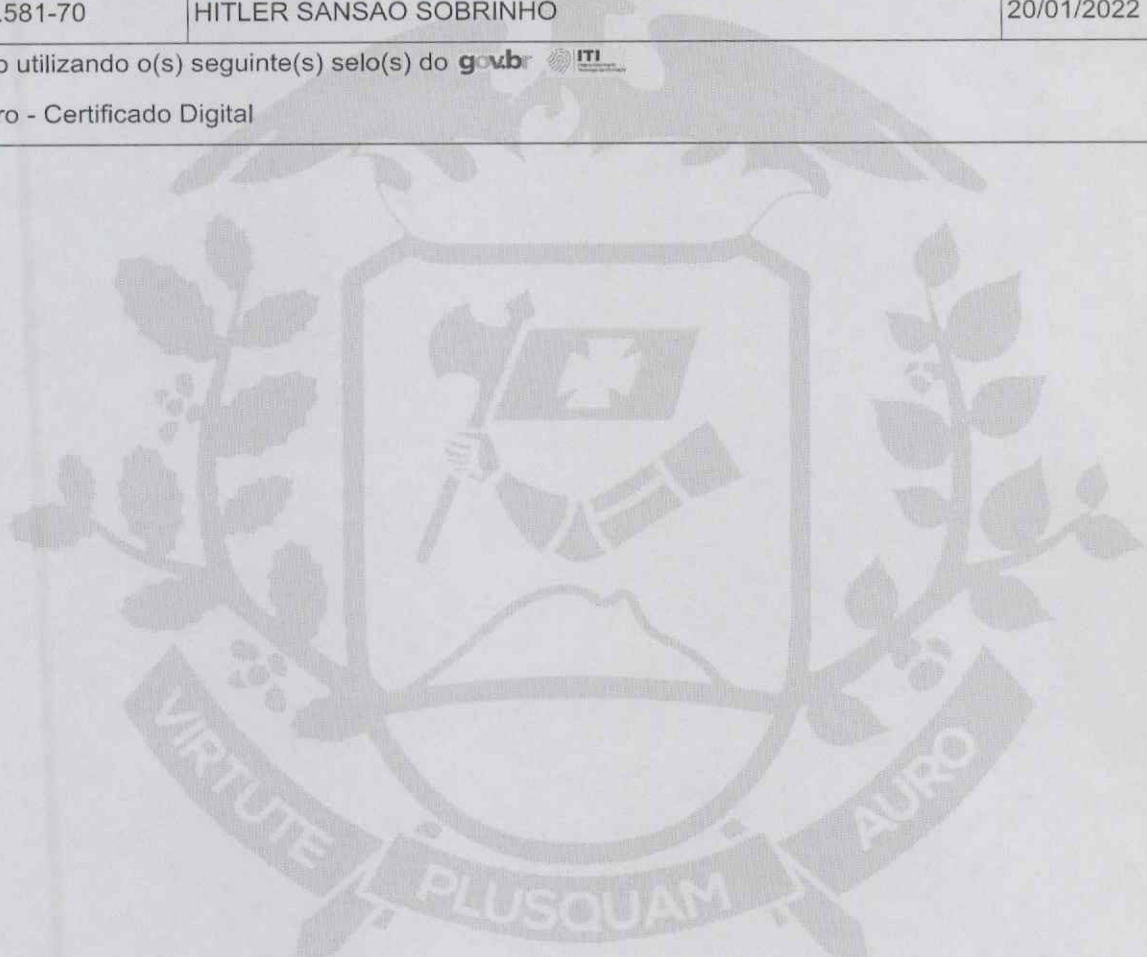 .581-70 HITLER SANSAO SOBRINHO 20/01/2022
o utilizando o(s) seguinte(s) selo(s) do gov.br ITI
ro - Certificado Digital
VIRTUTE PLUSQUAM AURO